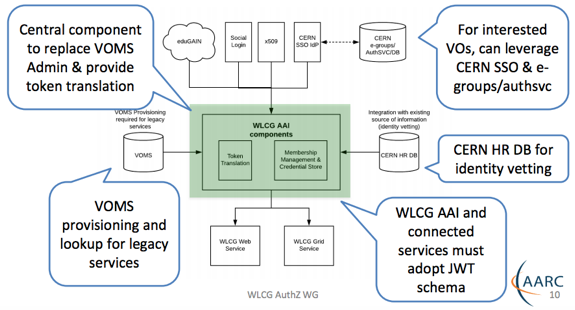 Central component
to replace VOMS
Admin & provide
token translation
eduGAIN
Social
Login
x509
CERN
SSO IdP
CERN
e-groups/
AuthSVC/DB
For interested
VOs, can leverage
CERN SSO & e-
groups/authsvc
VOMS Provisioning
required for legacy
services
WLCG AAI
components
Integration with existing
source of information
(identity vetting)
VOMS
Token
Translation
Membership
Management &
Credential Store
CERN HR DB
CERN HR DB for
identity vetting
VOMS
provisioning and
lookup for legacy
services
WLCG Web
Service
WLCG Grid
Service
WLCG AAI and
connected
services must
adopt JWT
schema
WLCG AuthZ WG
AARC
10